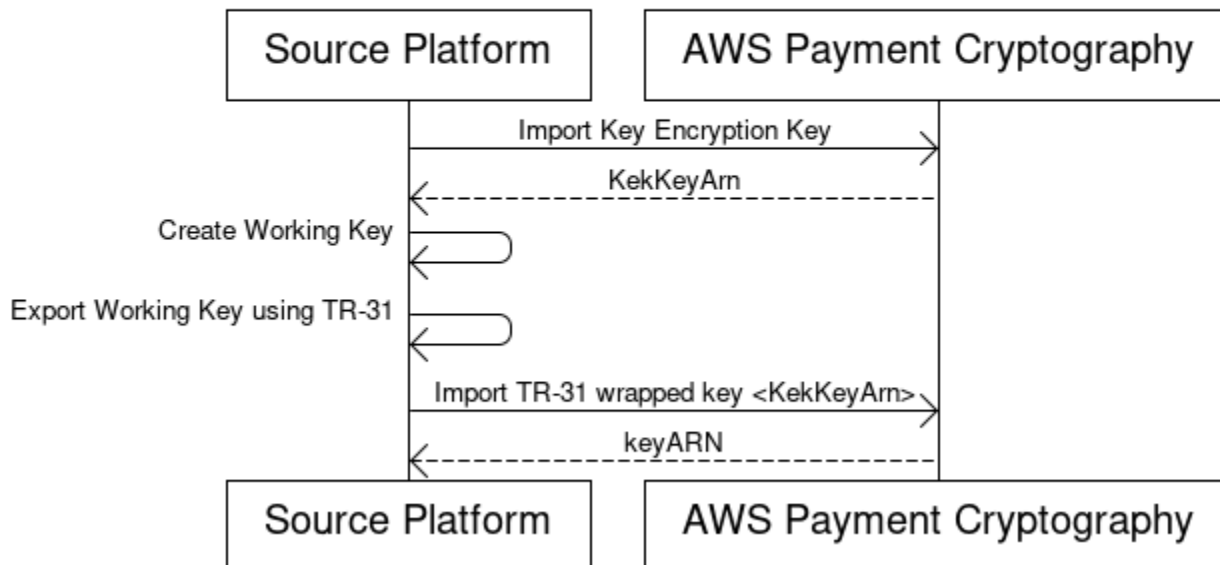 Source Platform
AWS Payment Cryptography
Import Key Encryption Key
KekKeyArn
Create Working Key
Export Working Key using TR-31
Import TR-31 wrapped key <KekKeyArn>
keyARN
Source Platform
AWS Payment Cryptography